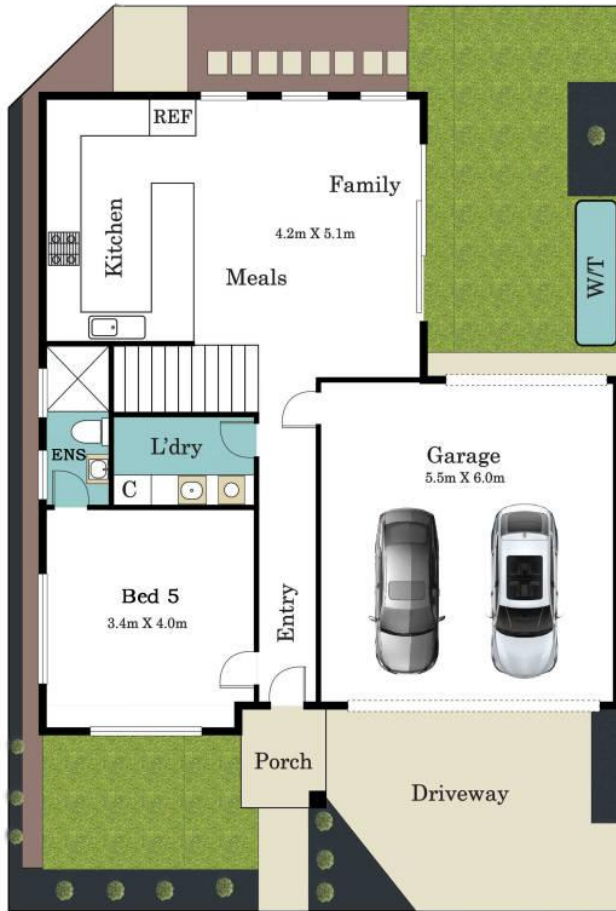 REF
Family
4.2m X 5.1m
Kitchen
Meals
W/T
ENS
L'dry
C
Garage
5.5m X 6.0m
Bed 5
3.4m X 4.0m
Entry
Porch
Driveway